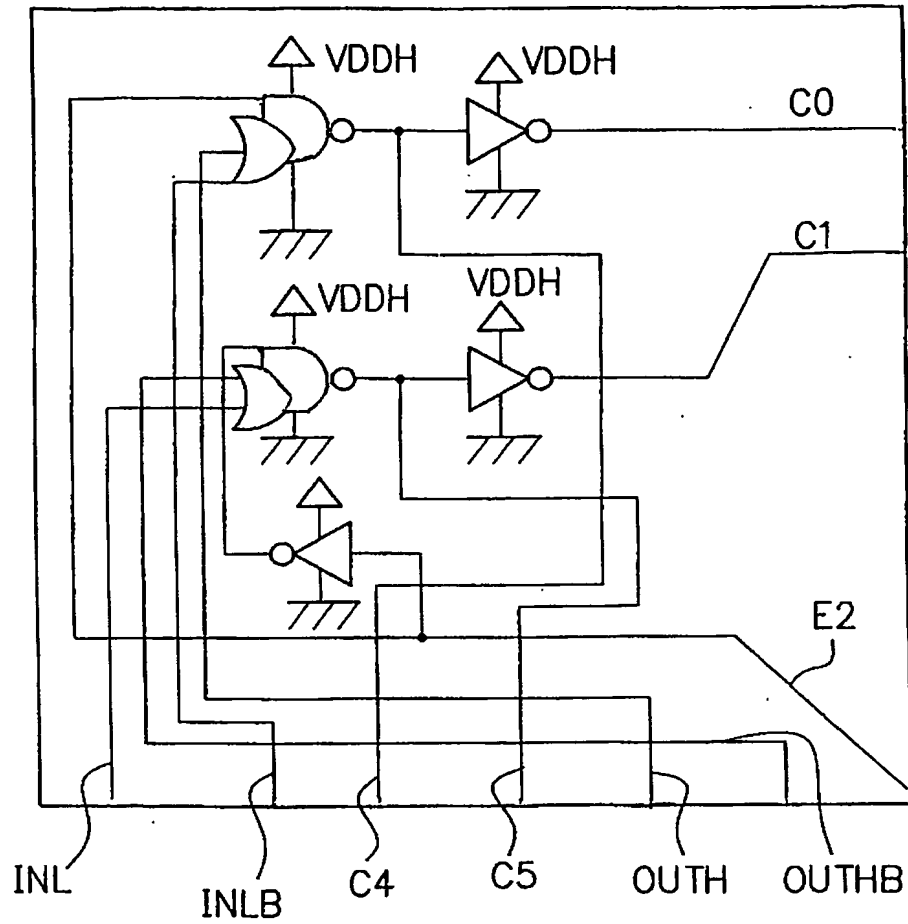 VDDH
VDDH
C0
C1
VDDH
VDDH
E2
INL
INLB
C4
C5
OUTH
OUTHB